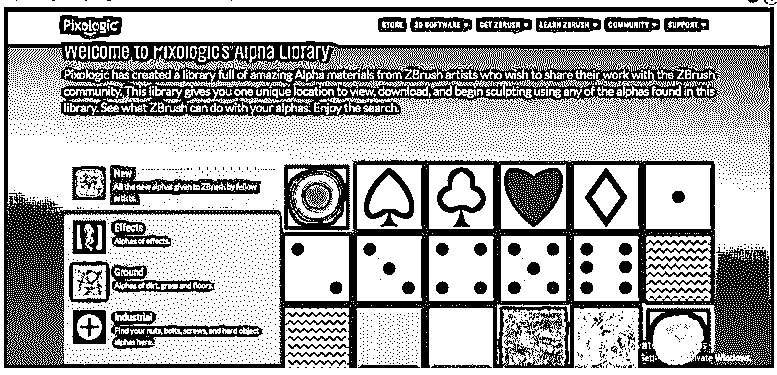 Pixologic
STORE 3D SOFTWARE GET ZBRUSH LEARN ZBRUSH COMMUNITY SUPPORT
Welcome to Pixologic's Alpha Library
Pixologic has created a library full of amazing Alpha materials from ZBrush artists who wish to share their work with the ZBrush
community. This library gives you one unique location to view, download, and begin sculpting using any of the alphas found in this
library. See what ZBrush can do with your alphas. Enjoy the search.
New
All the new alphas given to ZBrush by fellow
artists.
Effects
Alphas of effects.
Ground
Alphas of dirt, grass and floors.
Industrial
Find your nuts, bolts, screws, and hard object
alphas here.
Windows.